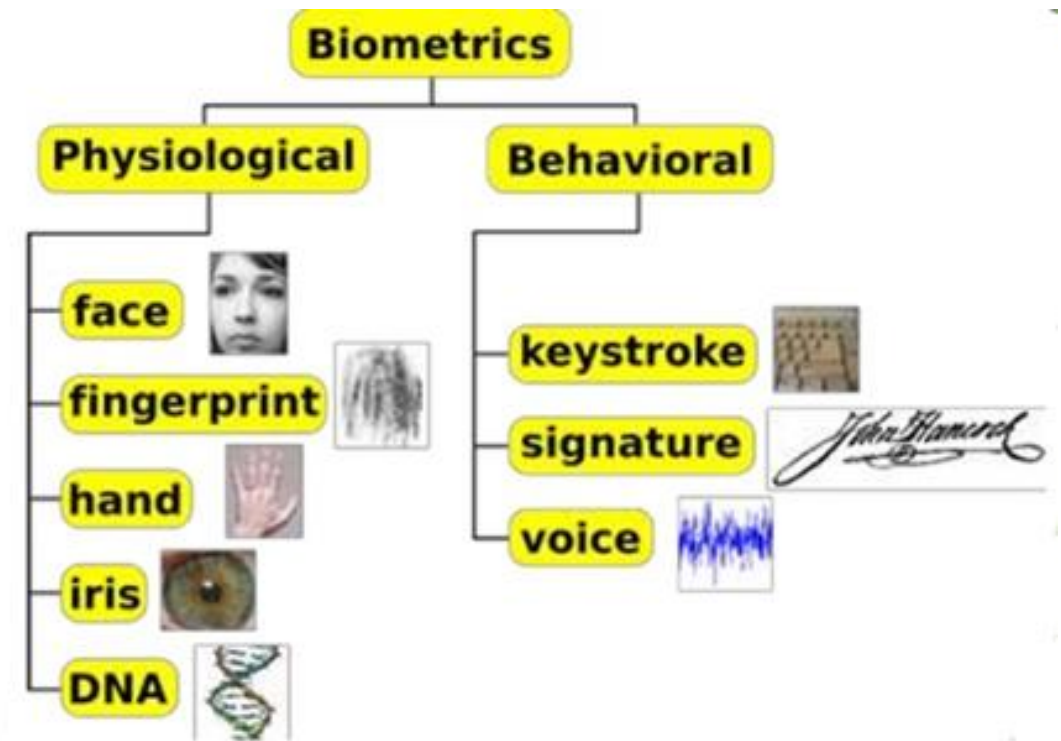 Biometrics
Physiological
Behavioral
face
fingerprint
hand
iris
DNA
keystroke
signature
John Hancock
voice